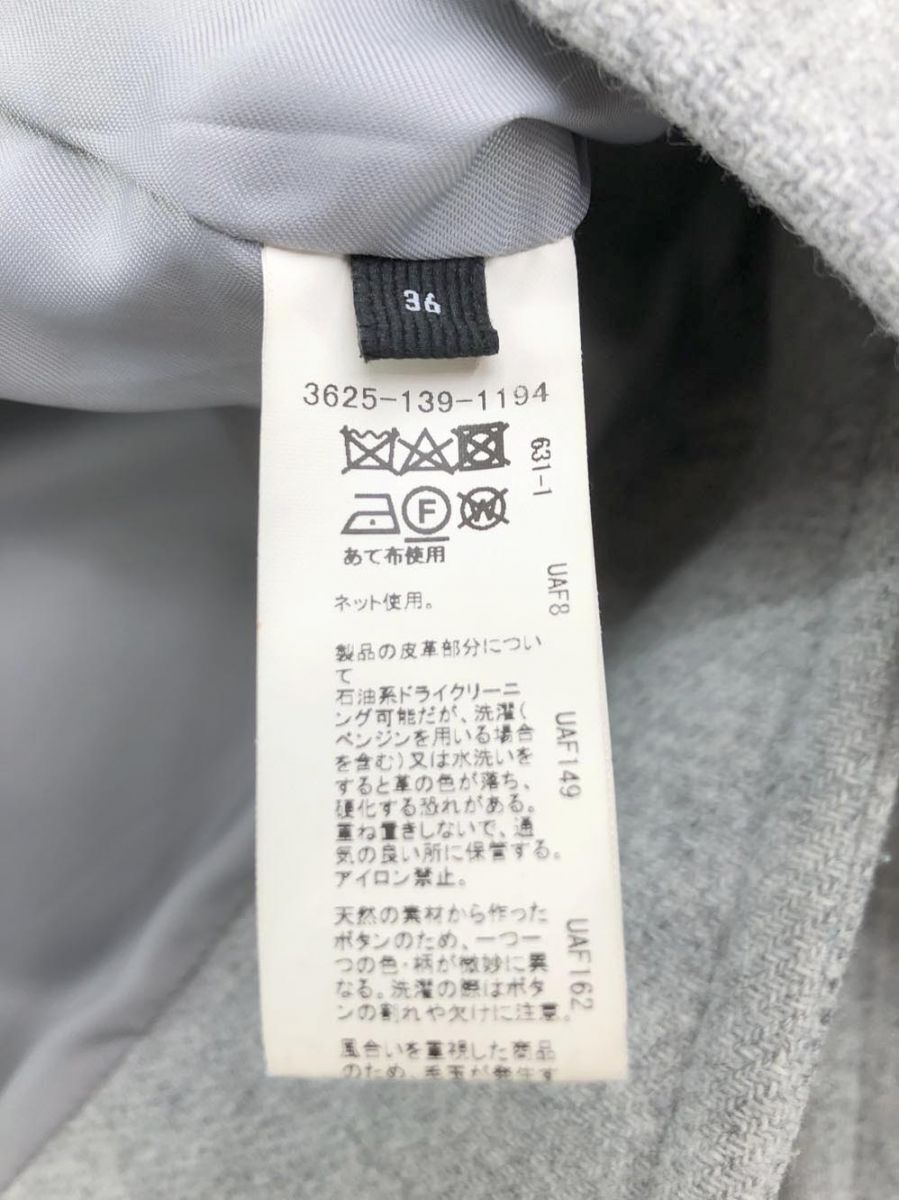 36
3625-139-1194
631-1
F
W
あて布使用
UAF8
ネット使用。
製品の皮革部分につい
て
石油系ドライクリーニ
ング可能だが、洗濯(
ベンジンを用いる場合
を含む)又は水洗いを
すると革の色が落ち、
硬化する恐れがある。
重ね置きしないで、通
気の良い所に保管する。
アイロン禁止。
UAF149
天然の素材から作った
ボタンのため、一つ一
つの色・柄が微妙に異
なる。洗濯の際はボタ
ンの割れや欠けに注意。
UAF162
風合いを重視した商品
のため、毛玉が発生す